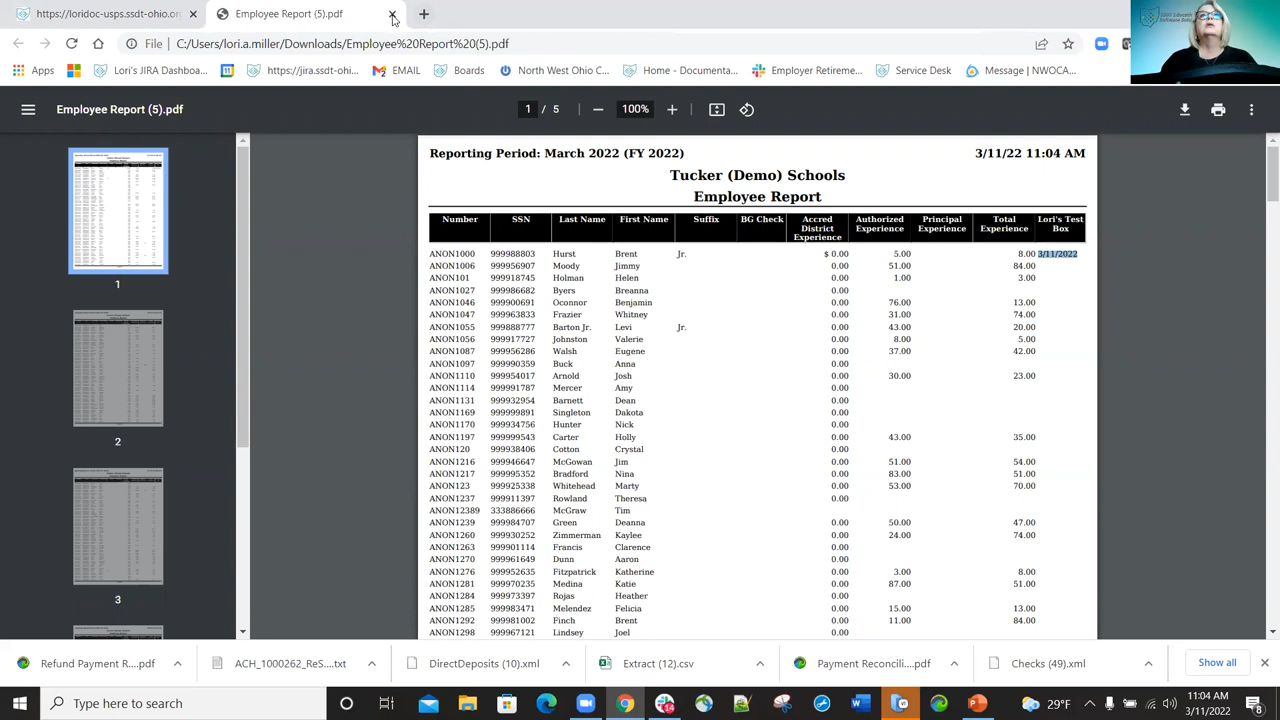 https://loridoc-usps.ssdt-ohio.org
Employee Report (5).pdf
File
C:/Users/lori.a.miller/Downloads/Employee%20Report%20(5).pdf
Apps
Lori's JIRA Dashboa...
https://jira.ssdt-ohi...
EMAIL
Boards
North West Ohio C...
Home - Documenta...
Employer Retireme...
Service Desk
Message | NWOCA...
Employee Report (5).pdf
1 / 5
100%
1
2
3
Reporting Period: March 2022 (FY 2022)
3/11/22 11:04 AM
Tucker (Demo) Schools
Employee Report
Number SSN Last Name First Name Suffix BG Check Accred District Experience Authorized Experience Principal Experience Total Experience Lori's Test Box
ANON1000 999988803 Hurst Brent Jr. $ 0.00 5.00 8.00 3/11/2022
ANON1006 999956907 Moody Jimmy 0.00 51.00 84.00
ANON101 999918745 Holman Helen 0.00 1.00 3.00
ANON1027 999986682 Byers Breanna 0.00
ANON1046 999900691 Oconnor Benjamin 0.00 76.00 13.00
ANON1047 999963833 Frazier Whitney 0.00 31.00 74.00
ANON1055 999888777 Barton Jr. Levi Jr. 0.00 43.00 20.00
ANON1056 999917727 Johnston Valerie 0.00 8.00 5.00
ANON1087 999956286 Walsh Eugene 0.00 37.00 42.00
ANON1097 999990359 Buck Anna 0.00
ANON1110 999954017 Arnold Josh 0.00 30.00 23.00
ANON1114 999991787 Mercer Amy 0.00
ANON1131 999932954 Barnett Dean 0.00
ANON1169 999999891 Singleton Dakota 0.00
ANON1170 999934756 Hunter Nick 0.00
ANON1197 999999543 Carter Holly 0.00 43.00 35.00
ANON120 999938406 Cotton Crystal 0.00
ANON1216 999946647 McGowan Jim 0.00 51.00 54.00
ANON1217 999995352 Bradford Nina 0.00 83.00 51.00
ANON123 999925338 Whitehead Marty 0.00 53.00 70.00
ANON1237 999911397 Rowland Theresa 0.00
ANON12389 333886666 McGraw Tim
ANON1239 999984707 Green Deanna 0.00 50.00 47.00
ANON1260 999930252 Zimmerman Kaylee 0.00 24.00 74.00
ANON1263 999901114 Francis Clarence 0.00
ANON1270 999961649 Dunn Aaron 0.00
ANON1276 999952635 Fitzpatrick Katherine 0.00 3.00 8.00
ANON1281 999970235 Medina Katie 0.00 87.00 51.00
ANON1284 999973397 Rojas Heather 0.00
ANON1285 999983471 Melendez Felicia 0.00 15.00 13.00
ANON1292 999981002 Finch Brent 0.00 11.00 84.00
ANON1298 999967121 Lindsey Joel 0.00
Refund Payment R....pdf
ACH_1000262_ReS....txt
DirectDeposits (10).xml
Extract (12).csv
Payment Reconcili....pdf
Checks (49).xml
Show all
Type here to search
14
29°F
11:04 AM
3/11/2022
8